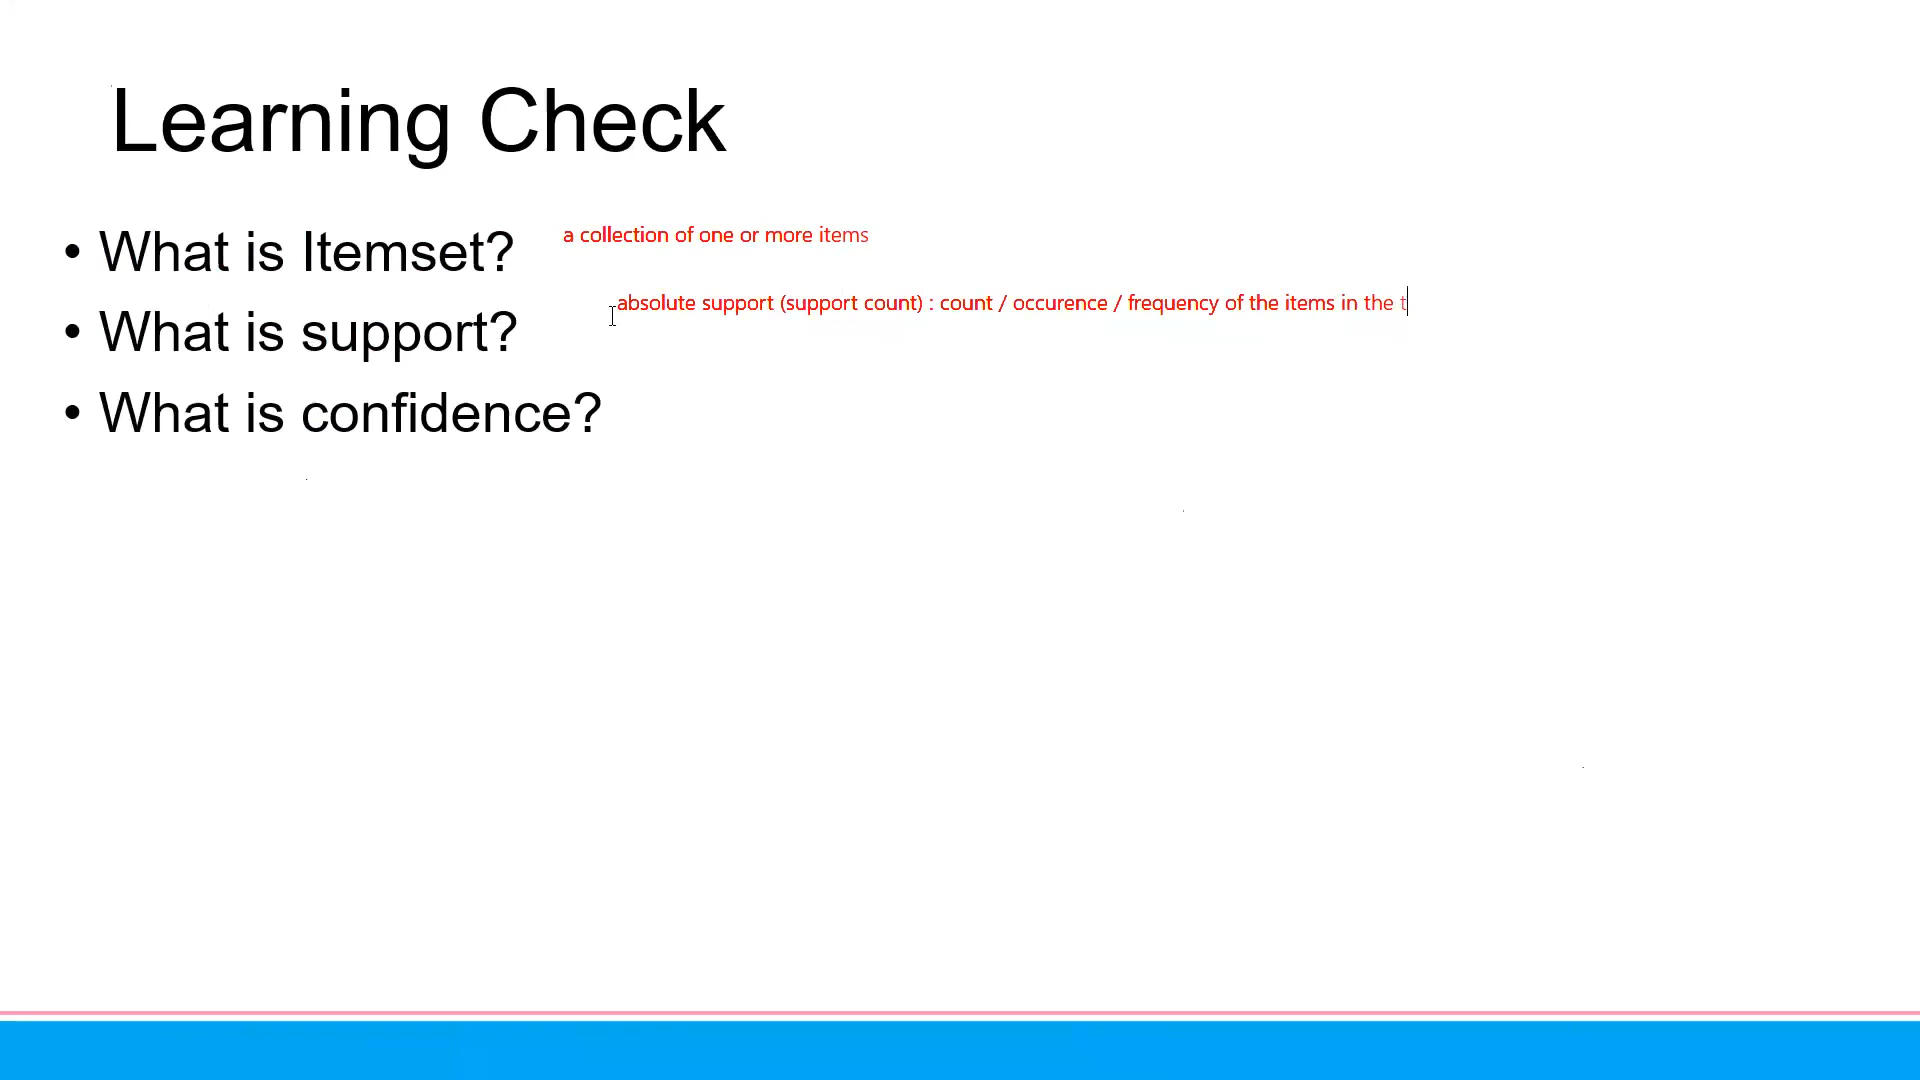 Learning Check
• What is Itemset?
a collection of one or more items
absolute support (support count) : count / occurence / frequency of the items in the t
• What is support?
• What is confidence?